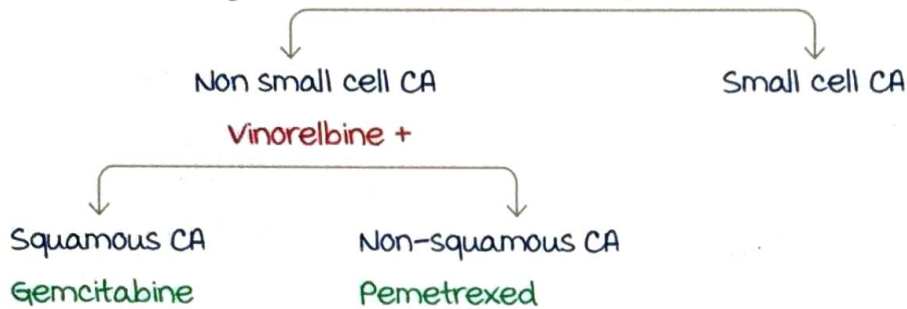 Non small cell CA Small cell CA
Vinorelbine +
Squamous CA Non-squamous CA
Gemcitabine Pemetrexed